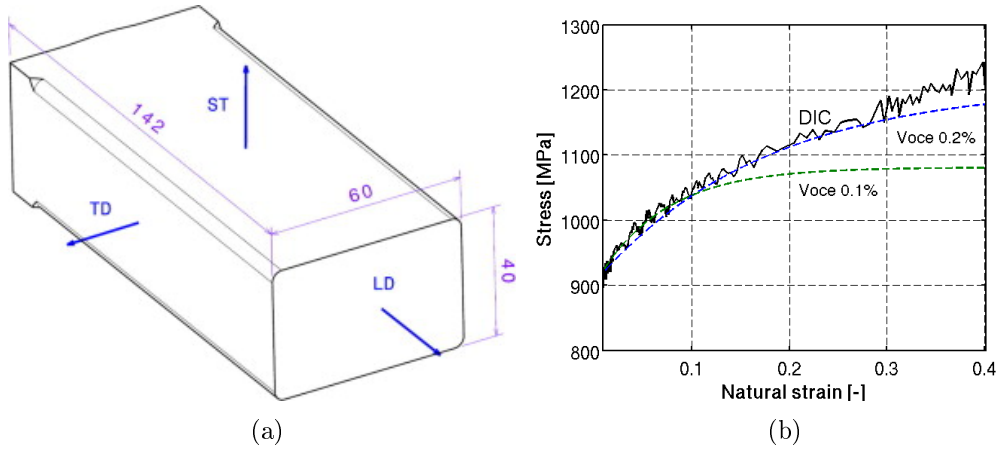 142
60
40
ST
TD
LD
(a)
1300
1200
1100
1000
900
800
Stress [MPa]
DIC
Voce 0.2%
Voce 0.1%
0.1
0.2
0.3
0.4
Natural strain [-]
(b)